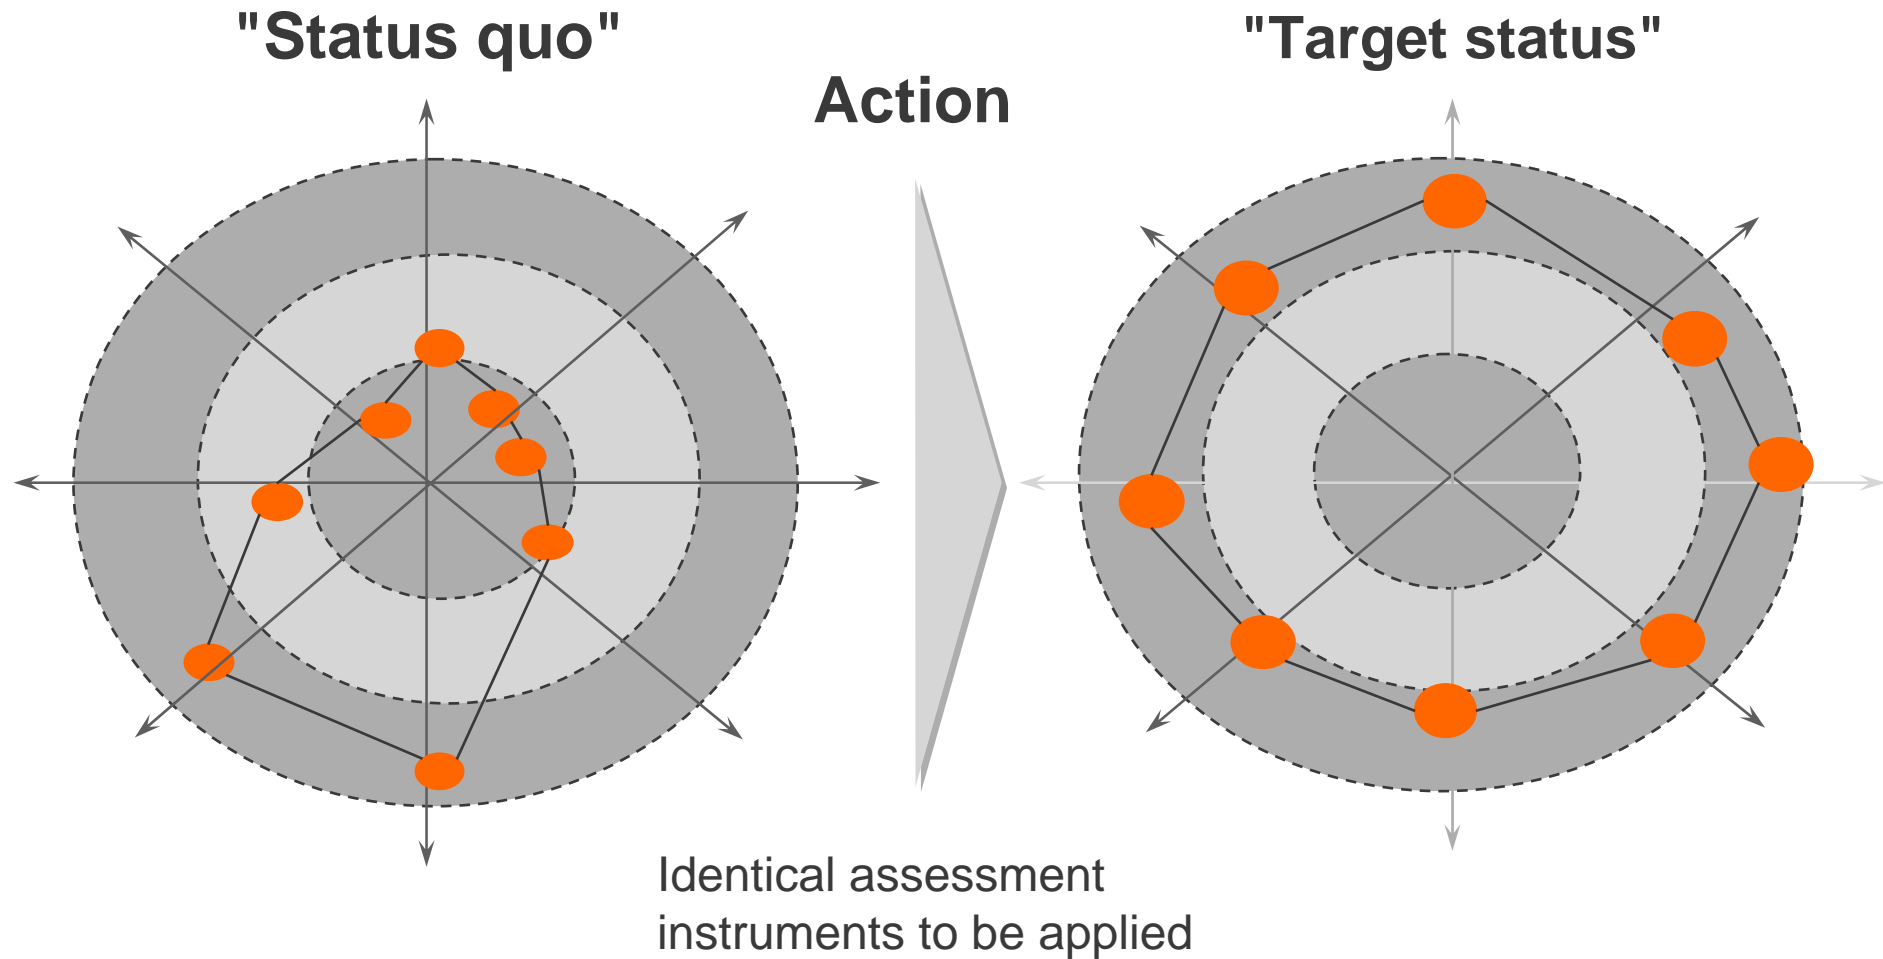 "Status quo"
"Target status"
Action
Identical assessment
instruments to be applied